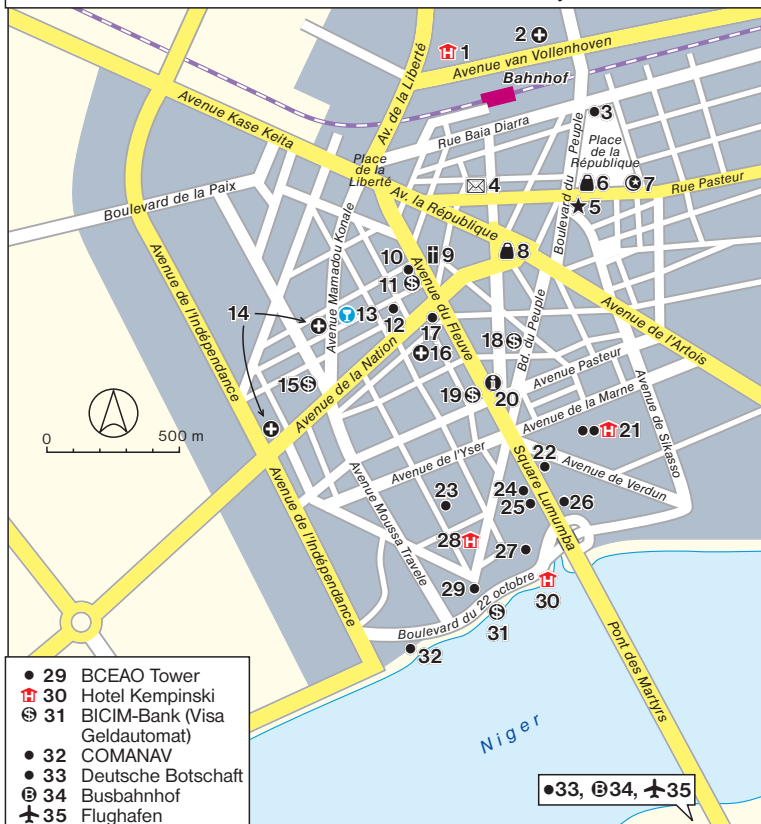 2
1
Avenue van Vollenhoven
Bahnhof
Av. de la Liberté
Avenue Kase Keita
Rue Baia Diarra
3
Boulevard du Peuple
Place
de la
République
Place
de la
Liberté
4
6
7
Rue Pasteur
5
Boulevard de la Paix
Av. la République
8
Avenue Mamadou Konale
10
9
11
Avenue du Fleuve
Avenue de l'Indépendance
14
13
12
17
16
18
Bd. du Peuple
Avenue de l'Artois
Avenue de la Nation
15
19
20
Avenue Pasteur
Avenue de la Marne
Avenue de Sikasso
0
500 m
21
22
Avenue de l'Yser
Square Lumumba
Avenue de Verdun
Avenue Moussa Travele
23
24
25
26
Avenue de l'Indépendance
28
27
29
30
Boulevard du 22 octobre
31
32
Pont des Martyrs
Niger
29 BCEAO Tower
30 Hotel Kempinski
31 BICIM-Bank (Visa
Geldautomat)
32 COMANAV
33 Deutsche Botschaft
B 34 Busbahnhof
35 Flughafen
33, B 34, 35